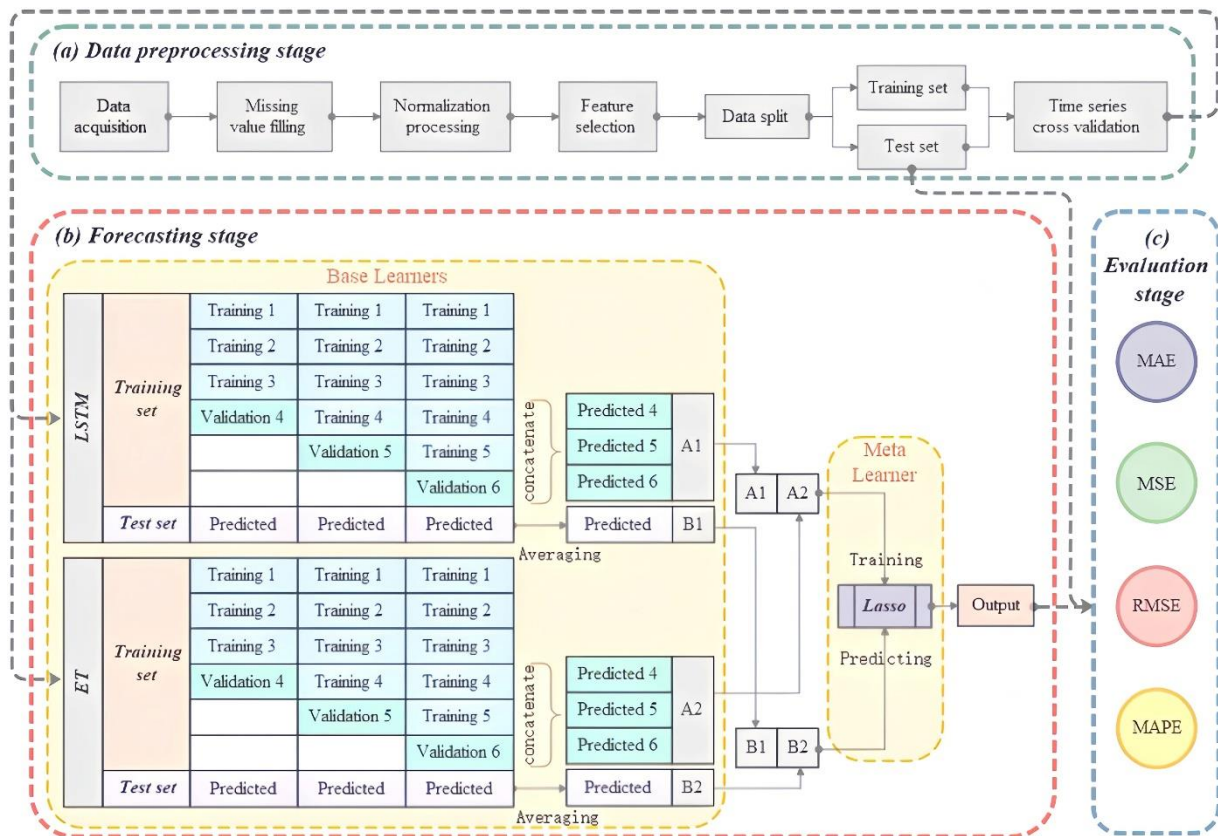 (a) Data preprocessing stage
Data
acquisition
Missing
value filling
Normalization
processing
Feature
selection
Data split
Training set
Test set
Time series
cross validation
(b) Forecasting stage
Base Learners
LSTM
Training
set
Training 1
Training 1
Training 1
Training 2
Training 2
Training 2
Training 3
Training 3
Training 3
Validation 4
Training 4
Training 4
Validation 5
Training 5
Validation 6
Test set
Predicted
Predicted
Predicted
concatenate
Predicted 4
Predicted 5
Predicted 6
A1
Averaging
Predicted
B1
ET
Training
set
Training 1
Training 1
Training 1
Training 2
Training 2
Training 2
Training 3
Training 3
Training 3
Validation 4
Training 4
Training 4
Validation 5
Training 5
Validation 6
Test set
Predicted
Predicted
Predicted
concatenate
Predicted 4
Predicted 5
Predicted 6
A2
Averaging
Predicted
B2
A1
A2
B1
B2
Meta
Learner
Training
Lasso
Predicting
Output
(c)
Evaluation
stage
MAE
MSE
RMSE
MAPE